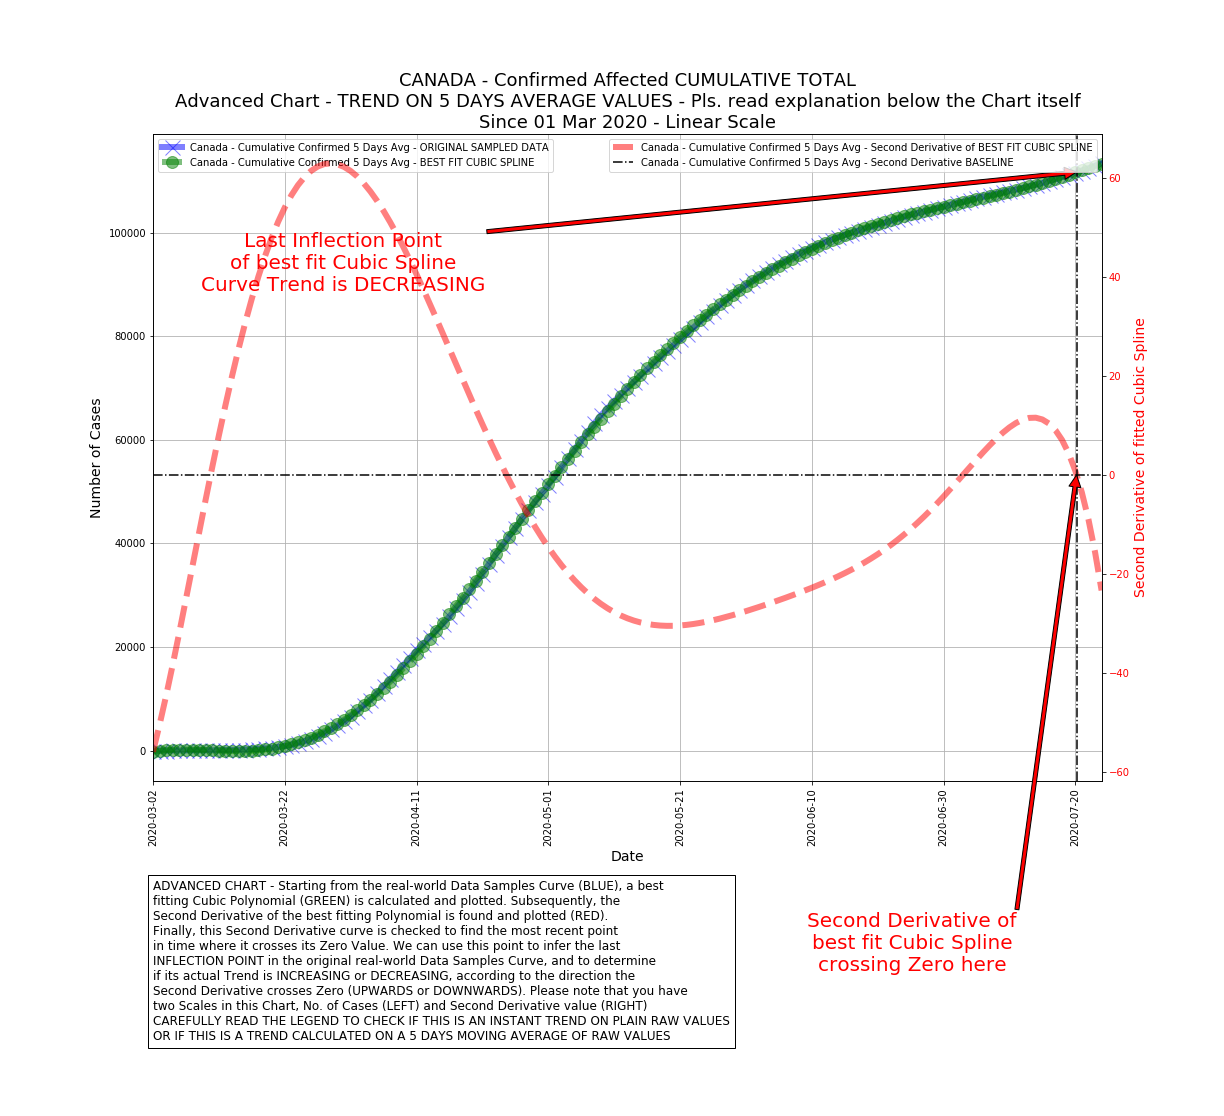 CANADA - Confirmed Affected CUMULATIVE TOTAL
Advanced Chart - TREND ON 5 DAYS AVERAGE VALUES - Pls. read explanation below the Chart itself
Since 01 Mar 2020 - Linear Scale
Canada - Cumulative Confirmed 5 Days Avg - ORIGINAL SAMPLED DATA
Canada - Cumulative Confirmed 5 Days Avg - BEST FIT CUBIC SPLINE
Canada - Cumulative Confirmed 5 Days Avg - Second Derivative of BEST FIT CUBIC SPLINE
Canada - Cumulative Confirmed 5 Days Avg - Second Derivative BASELINE
Last Inflection Point
of best fit Cubic Spline
Curve Trend is DECREASING
Number of Cases
100000
80000
60000
40000
20000
0
60
40
20
0
−20
−40
−60
Second Derivative of fitted Cubic Spline
2020-03-02
2020-03-22
2020-04-11
2020-05-01
2020-05-21
2020-06-10
2020-06-30
2020-07-20
Date
ADVANCED CHART - Starting from the real-world Data Samples Curve (BLUE), a best
fitting Cubic Polynomial (GREEN) is calculated and plotted. Subsequently, the
Second Derivative of the best fitting Polynomial is found and plotted (RED).
Finally, this Second Derivative curve is checked to find the most recent point
in time where it crosses its Zero Value. We can use this point to infer the last
INFLECTION POINT in the original real-world Data Samples Curve, and to determine
if its actual Trend is INCREASING or DECREASING, according to the direction the
Second Derivative crosses Zero (UPWARDS or DOWNWARDS). Please note that you have
two Scales in this Chart, No. of Cases (LEFT) and Second Derivative value (RIGHT)
CAREFULLY READ THE LEGEND TO CHECK IF THIS IS AN INSTANT TREND ON PLAIN RAW VALUES
OR IF THIS IS A TREND CALCULATED ON A 5 DAYS MOVING AVERAGE OF RAW VALUES
Second Derivative of
best fit Cubic Spline
crossing Zero here